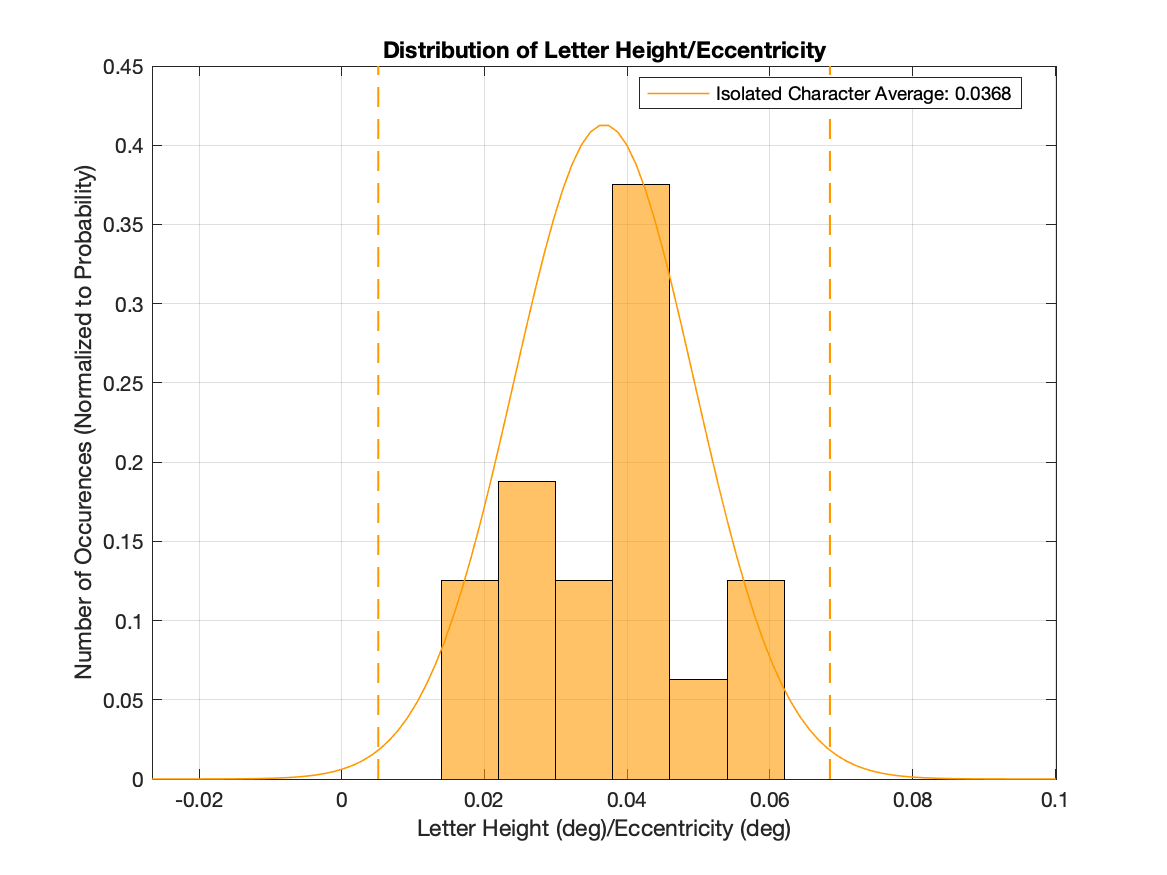 Distribution of Letter Height/Eccentricity
Isolated Character Average: 0.0368
Number of Occurences (Normalized to Probability)
0.45
0.4
0.35
0.3
0.25
0.2
0.15
0.1
0.05
0
-0.02 0 0.02 0.04 0.06 0.08 0.1
Letter Height (deg)/Eccentricity (deg)